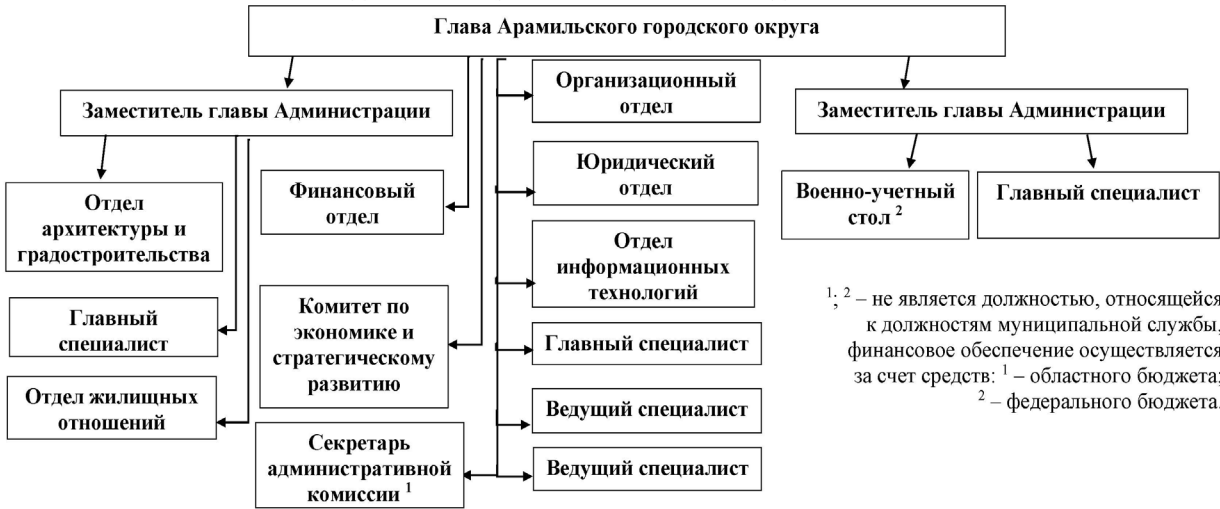 Глава Арамильского городского округа
Заместитель главы Администрации
Отдел
архитектуры и
градостроительства
Главный
специалист
Отдел жилищных
отношений
Финансовый
отдел
Комитет по
экономике и
стратегическому
развитию
Секретарь
административной
комиссии ¹
Организационный
отдел
Юридический
отдел
Отдел
информационных
технологий
Главный специалист
Ведущий специалист
Ведущий специалист
Заместитель главы Администрации
Военно-учетный
стол ²
Главный специалист
¹; ² – не является должностью, относящейся
к должностям муниципальной службы,
финансовое обеспечение осуществляется
за счет средств: ¹ – областного бюджета;
² – федерального бюджета.